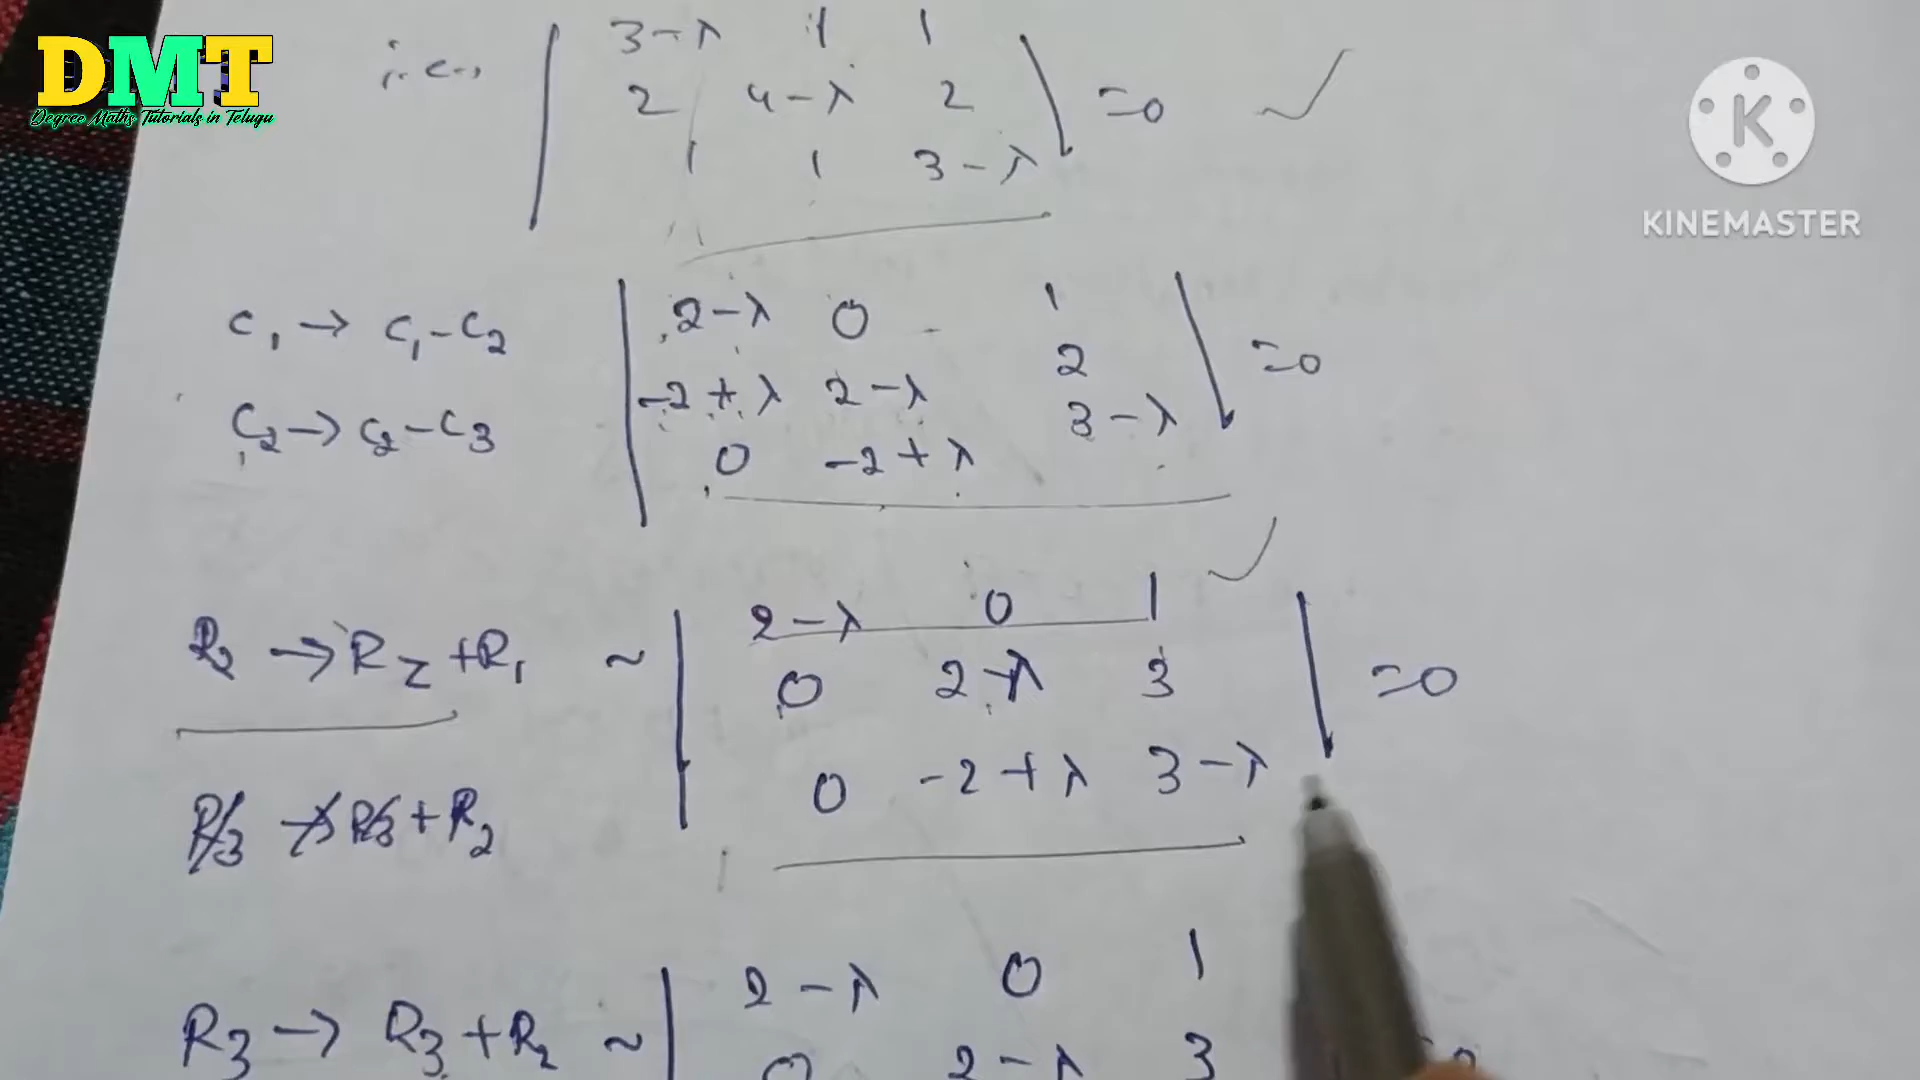 DMT
Degree Maths Tutorials in Telugu
K
KINEMASTER
i.e., | 3-λ 1 1
2 4-λ 2 | =0 ✓
1 1 3-λ
C1 → C1-C2 | 2-λ 0 1
-2+λ 2-λ 2 | =0
C2 → C2-C3 0 -2+λ 3-λ
R2 → R2+R1 ~ | 2-λ 0 1 ✓
0 2-λ 3 | =0
R3 → R3+R2 0 -2+λ 3-λ
R3 → R3+R2 ~ | 2-λ 0 1
0 2-λ 3